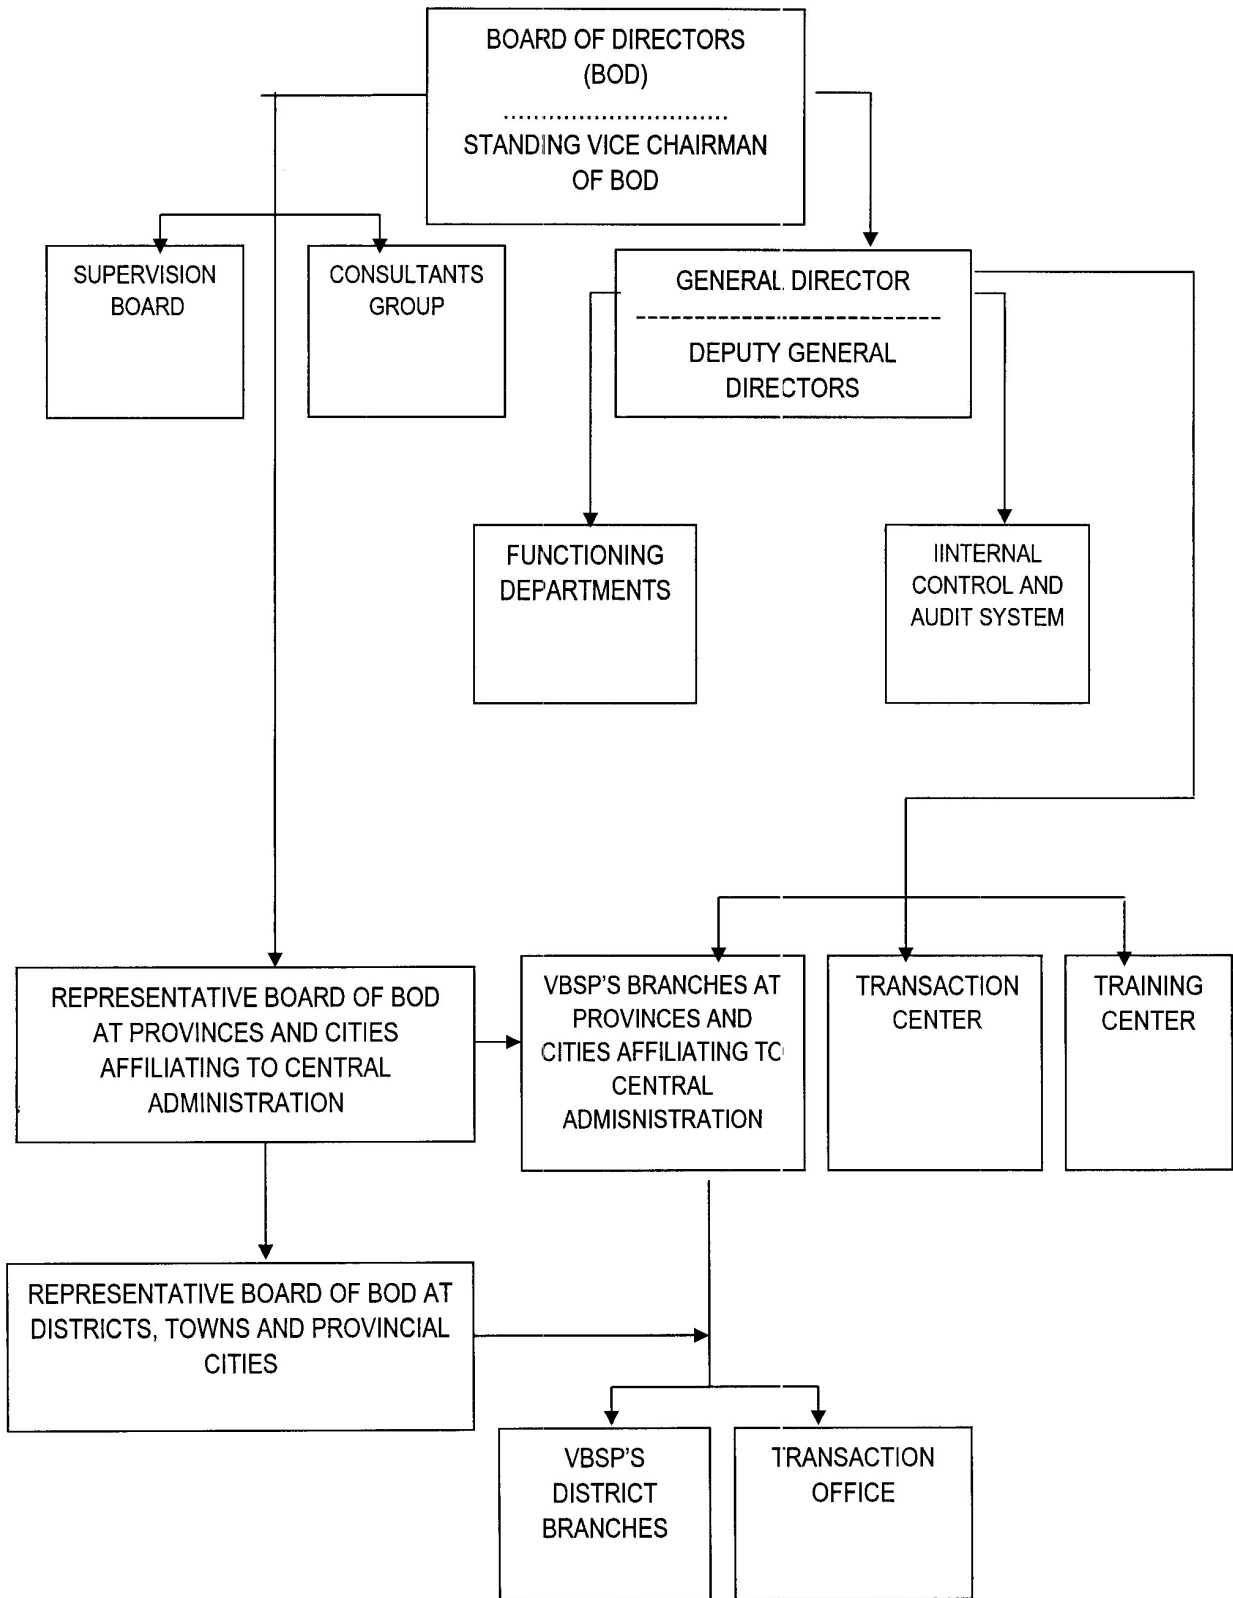 BOARD OF DIRECTORS
(BOD)
..............................
STANDING VICE CHAIRMAN
OF BOD
SUPERVISION
BOARD
CONSULTANTS
GROUP
GENERAL DIRECTOR
--------------------------------
DEPUTY GENERAL
DIRECTORS
FUNCTIONING
DEPARTMENTS
IINTERNAL
CONTROL AND
AUDIT SYSTEM
REPRESENTATIVE BOARD OF BOD
AT PROVINCES AND CITIES
AFFILIATING TO CENTRAL
ADMINISTRATION
VBSP'S BRANCHES AT
PROVINCES AND
CITIES AFFILIATING TO
CENTRAL
ADMISNISTRATION
TRANSACTION
CENTER
TRAINING
CENTER
REPRESENTATIVE BOARD OF BOD AT
DISTRICTS, TOWNS AND PROVINCIAL
CITIES
VBSP'S
DISTRICT
BRANCHES
TRANSACTION
OFFICE